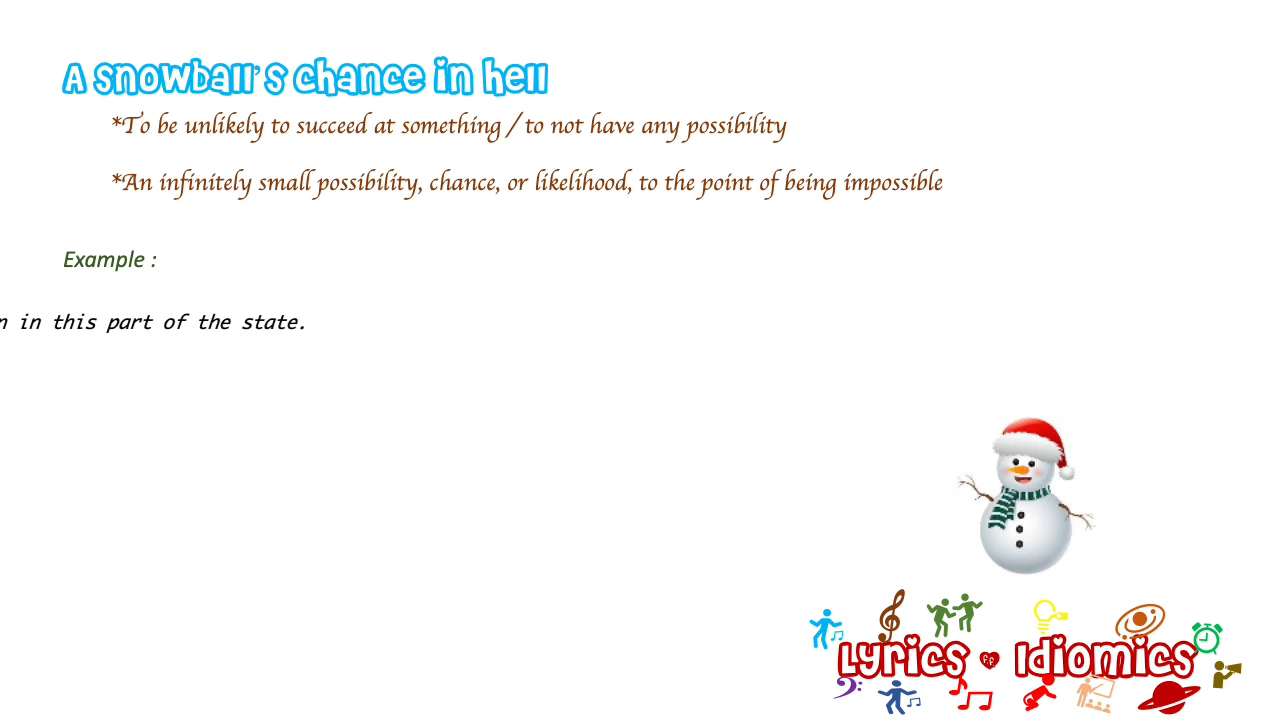 A snowball's chance in hell
*To be unlikely to succeed at something / to not have any possibility
*An infinitely small possibility, chance, or likelihood, to the point of being impossible
Example :
n in this part of the state.
Lyrics ff Idiomics